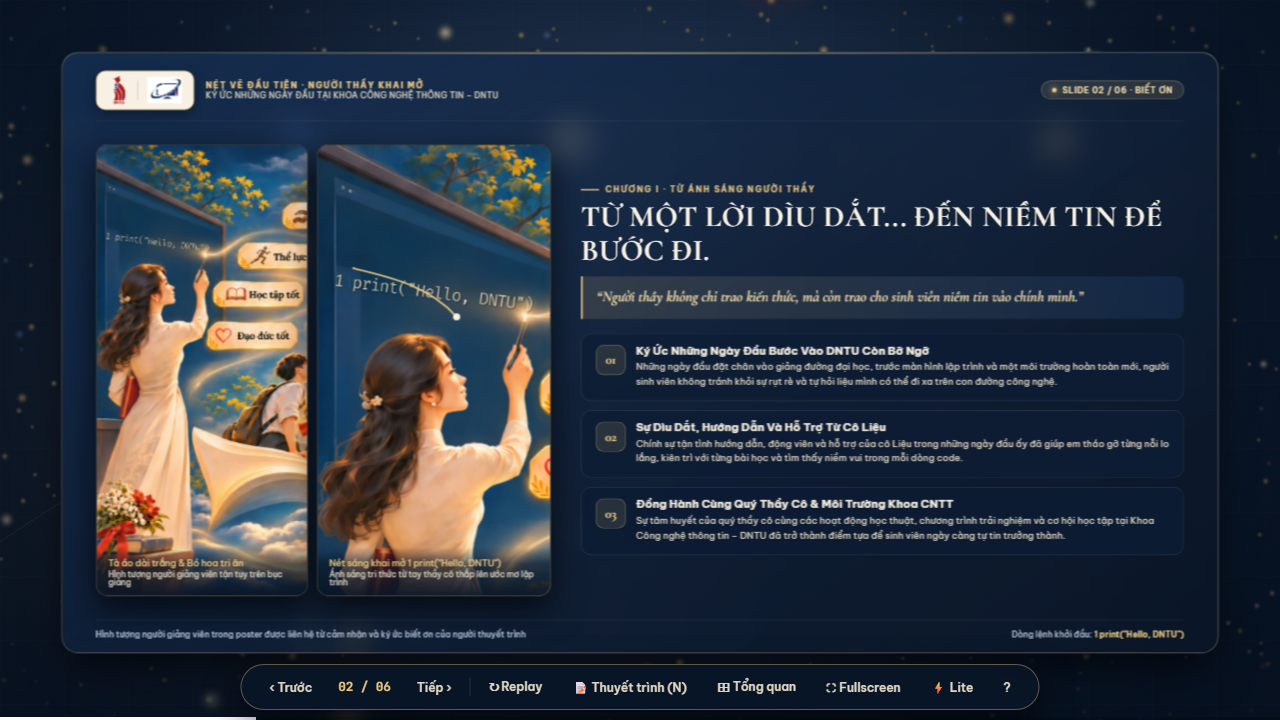 NÉT VẼ ĐẦU TIÊN · NGƯỜI THẦY KHAI MỞ
KÝ ỨC NHỮNG NGÀY ĐẦU TẠI KHOA CÔNG NGHỆ THÔNG TIN – DNTU
SLIDE 02 / 06 · BIẾT ƠN
1 print("Hello, DNTU")
Thể lực
Học tập tốt
Đạo đức tốt
Tà áo dài trắng & Bó hoa tri ân
Hình tượng người giảng viên tận tụy trên bục
giảng
1 print("Hello, DNTU")
Nét sáng khai mở 1 print("Hello, DNTU")
Ánh sáng tri thức từ tay thầy cô thắp lên ước mơ lập
trình
CHƯƠNG I · TỪ ÁNH SÁNG NGƯỜI THẦY
TỪ MỘT LỜI DÌU DẮT... ĐẾN NIỀM TIN ĐỂ
BƯỚC ĐI.
“Người thầy không chỉ trao kiến thức, mà còn trao cho sinh viên niềm tin vào chính mình.”
01
Ký Ức Những Ngày Đầu Bước Vào DNTU Còn Bỡ Ngỡ
Những ngày đầu đặt chân vào giảng đường đại học, trước màn hình lập trình và một môi trường hoàn toàn mới, người
sinh viên không tránh khỏi sự rụt rè và tự hỏi liệu mình có thể đi xa trên con đường công nghệ.
02
Sự Dìu Dắt, Hướng Dẫn Và Hỗ Trợ Từ Cô Liệu
Chính sự tận tình hướng dẫn, động viên và hỗ trợ của cô Liệu trong những ngày đầu ấy đã giúp em tháo gỡ từng nỗi lo
lắng, kiên trì với từng bài học và tìm thấy niềm vui trong mỗi dòng code.
03
Đồng Hành Cùng Quý Thầy Cô & Môi Trường Khoa CNTT
Sự tâm huyết của quý thầy cô cùng các hoạt động học thuật, chương trình trải nghiệm và cơ hội học tập tại Khoa
Công nghệ thông tin – DNTU đã trở thành điểm tựa để sinh viên ngày càng tự tin trưởng thành.
Hình tượng người giảng viên trong poster được liên hệ từ cảm nhận và ký ức biết ơn của người thuyết trình
Dòng lệnh khởi đầu: 1 print("Hello, DNTU")
‹ Trước
02 / 06
Tiếp ›
↻ Replay
Thuyết trình (N)
Tổng quan
Fullscreen
Lite
?